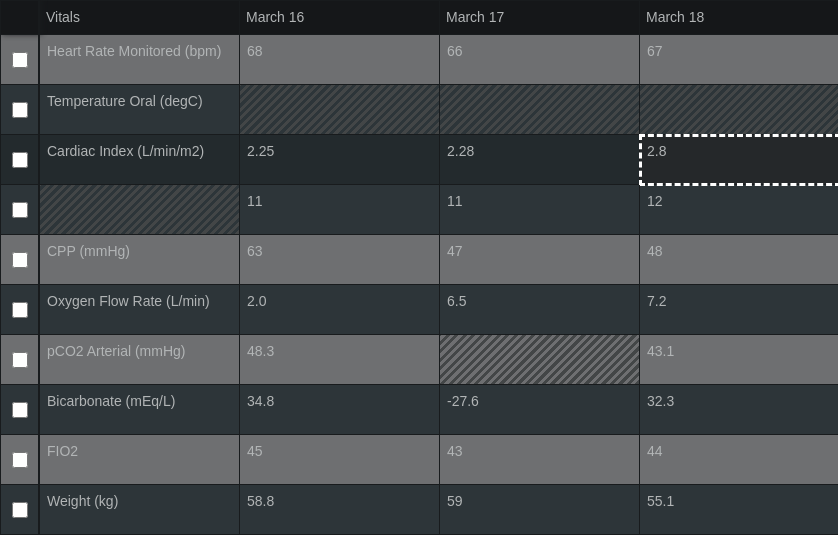 Vitals March 16 March 17 March 18
Heart Rate Monitored (bpm) 68 66 67
Temperature Oral (degC)
Cardiac Index (L/min/m2) 2.25 2.28 2.8
11 11 12
CPP (mmHg) 63 47 48
Oxygen Flow Rate (L/min) 2.0 6.5 7.2
pCO2 Arterial (mmHg) 48.3 43.1
Bicarbonate (mEq/L) 34.8 -27.6 32.3
FIO2 45 43 44
Weight (kg) 58.8 59 55.1